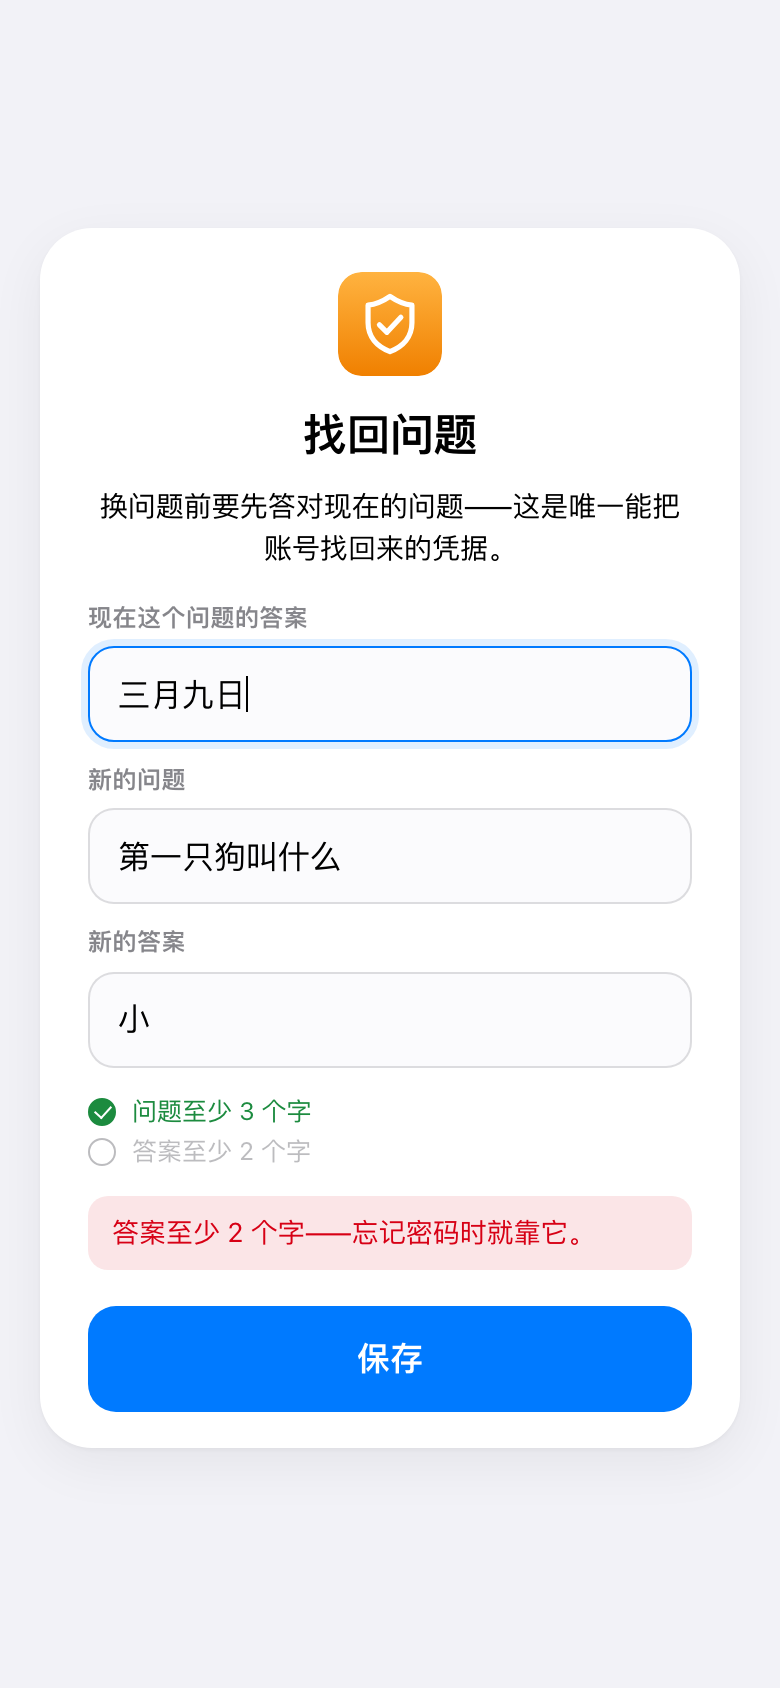 找回问题
换问题前要先答对现在的问题——这是唯一能把
账号找回来的凭据。
现在这个问题的答案
三月九日
新的问题
第一只狗叫什么
新的答案
小
问题至少 3 个字
答案至少 2 个字
答案至少 2 个字——忘记密码时就靠它。
保存